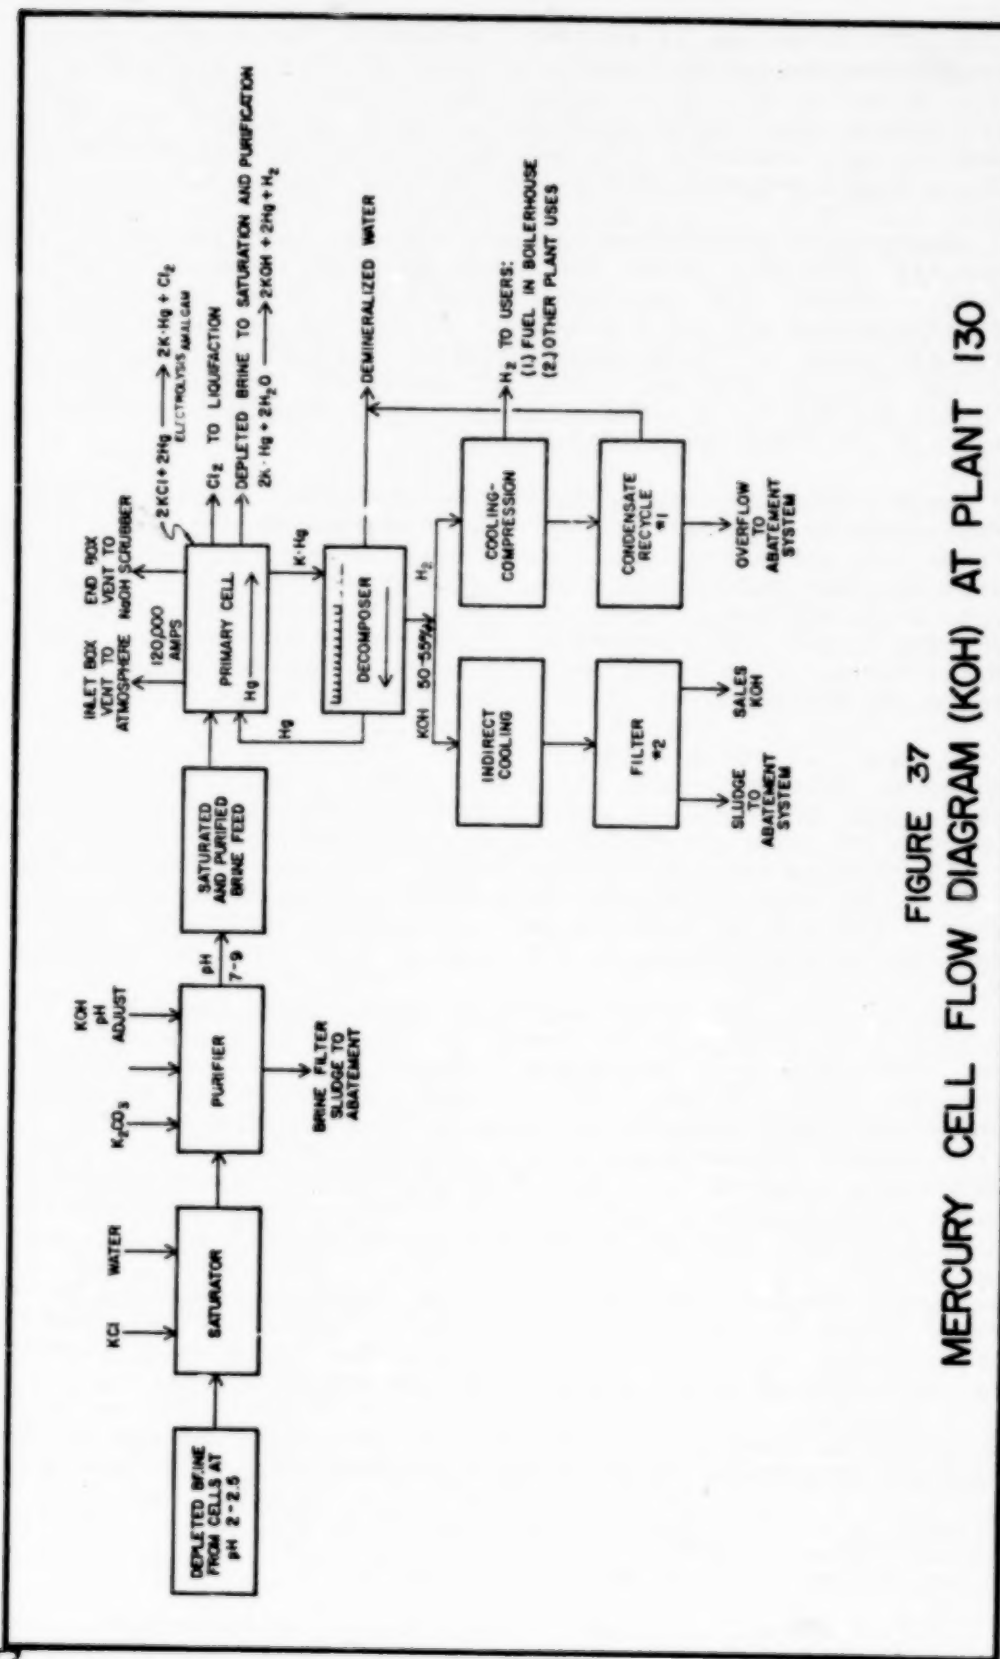 INLET BOX
VENT TO
ATMOSPHERE
END BOX
VENT TO
NaOH SCRUBBER
120,000
AMPS
2KCl + 2Hg ⟶ 2K·Hg + Cl₂
ELECTROLYSIS AMALGAM
Cl₂ TO LIQUIFACTION
DEPLETED BRINE TO SATURATION AND PURIFICATION
2K·Hg + 2H₂O ⟶ 2KOH + 2Hg + H₂
KCl
WATER
K₂CO₃
KOH
pH
ADJUST
DEPLETED BRINE
FROM CELLS AT
pH 2-2.5
SATURATOR
PURIFIER
pH
7-9
SATURATED
AND PURIFIED
BRINE FEED
PRIMARY CELL
Hg
BRINE FILTER
SLUDGE TO
ABATEMENT
Hg
K·Hg
DECOMPOSER
DEMINERALIZED WATER
KOH 50-55%
H₂
INDIRECT
COOLING
COOLING-
COMPRESSION
H₂ TO USERS:
(1.) FUEL IN BOILERHOUSE
(2.) OTHER PLANT USES
FILTER
#2
CONDENSATE
RECYCLE
#1
SLUDGE
TO
ABATEMENT
SYSTEM
SALES
KOH
OVERFLOW
TO
ABATEMENT
SYSTEM
FIGURE 37
MERCURY CELL FLOW DIAGRAM (KOH) AT PLANT 130